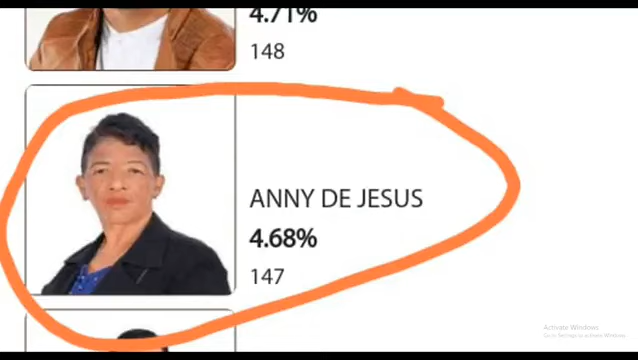 4.71%
148
ANNY DE JESUS
4.68%
147
Activate Windows